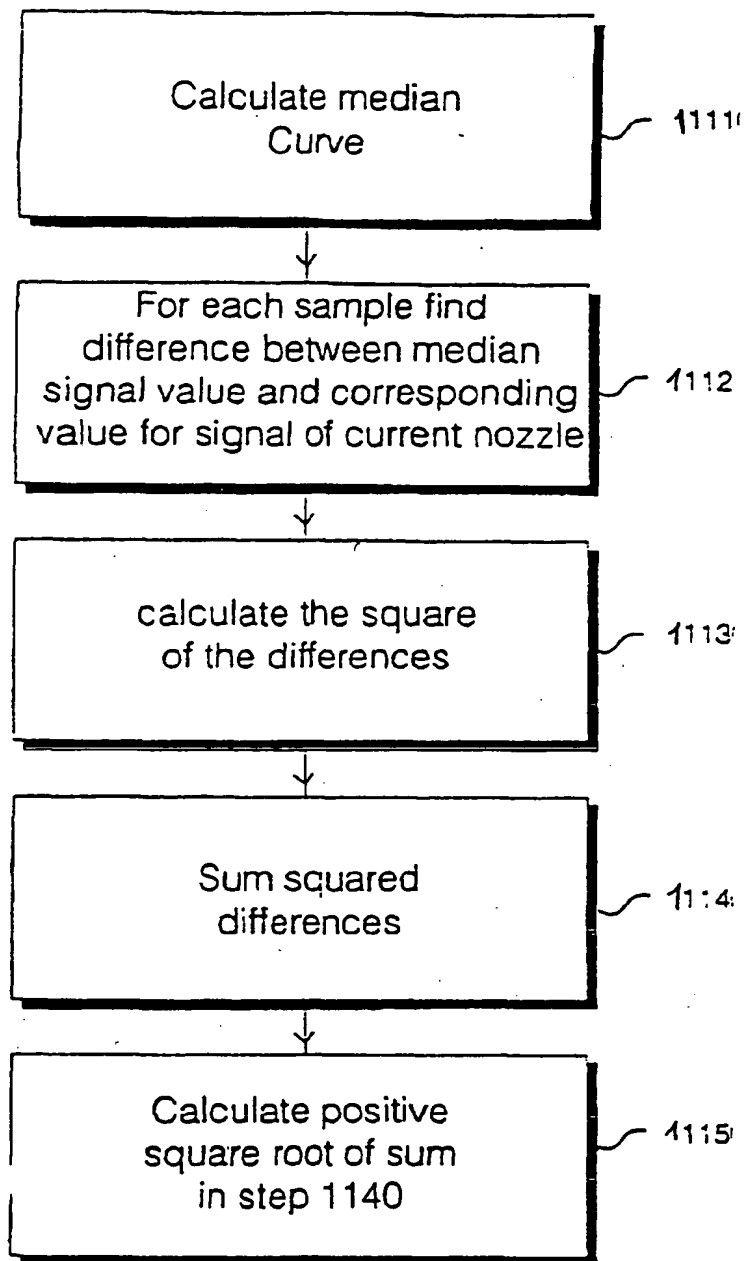 Calculate median
Curve
1111
For each sample find
difference between median
signal value and corresponding
value for signal of current nozzle
1112
calculate the square
of the differences
1113
Sum squared
differences
1114
Calculate positive
square root of sum
in step 1140
1115